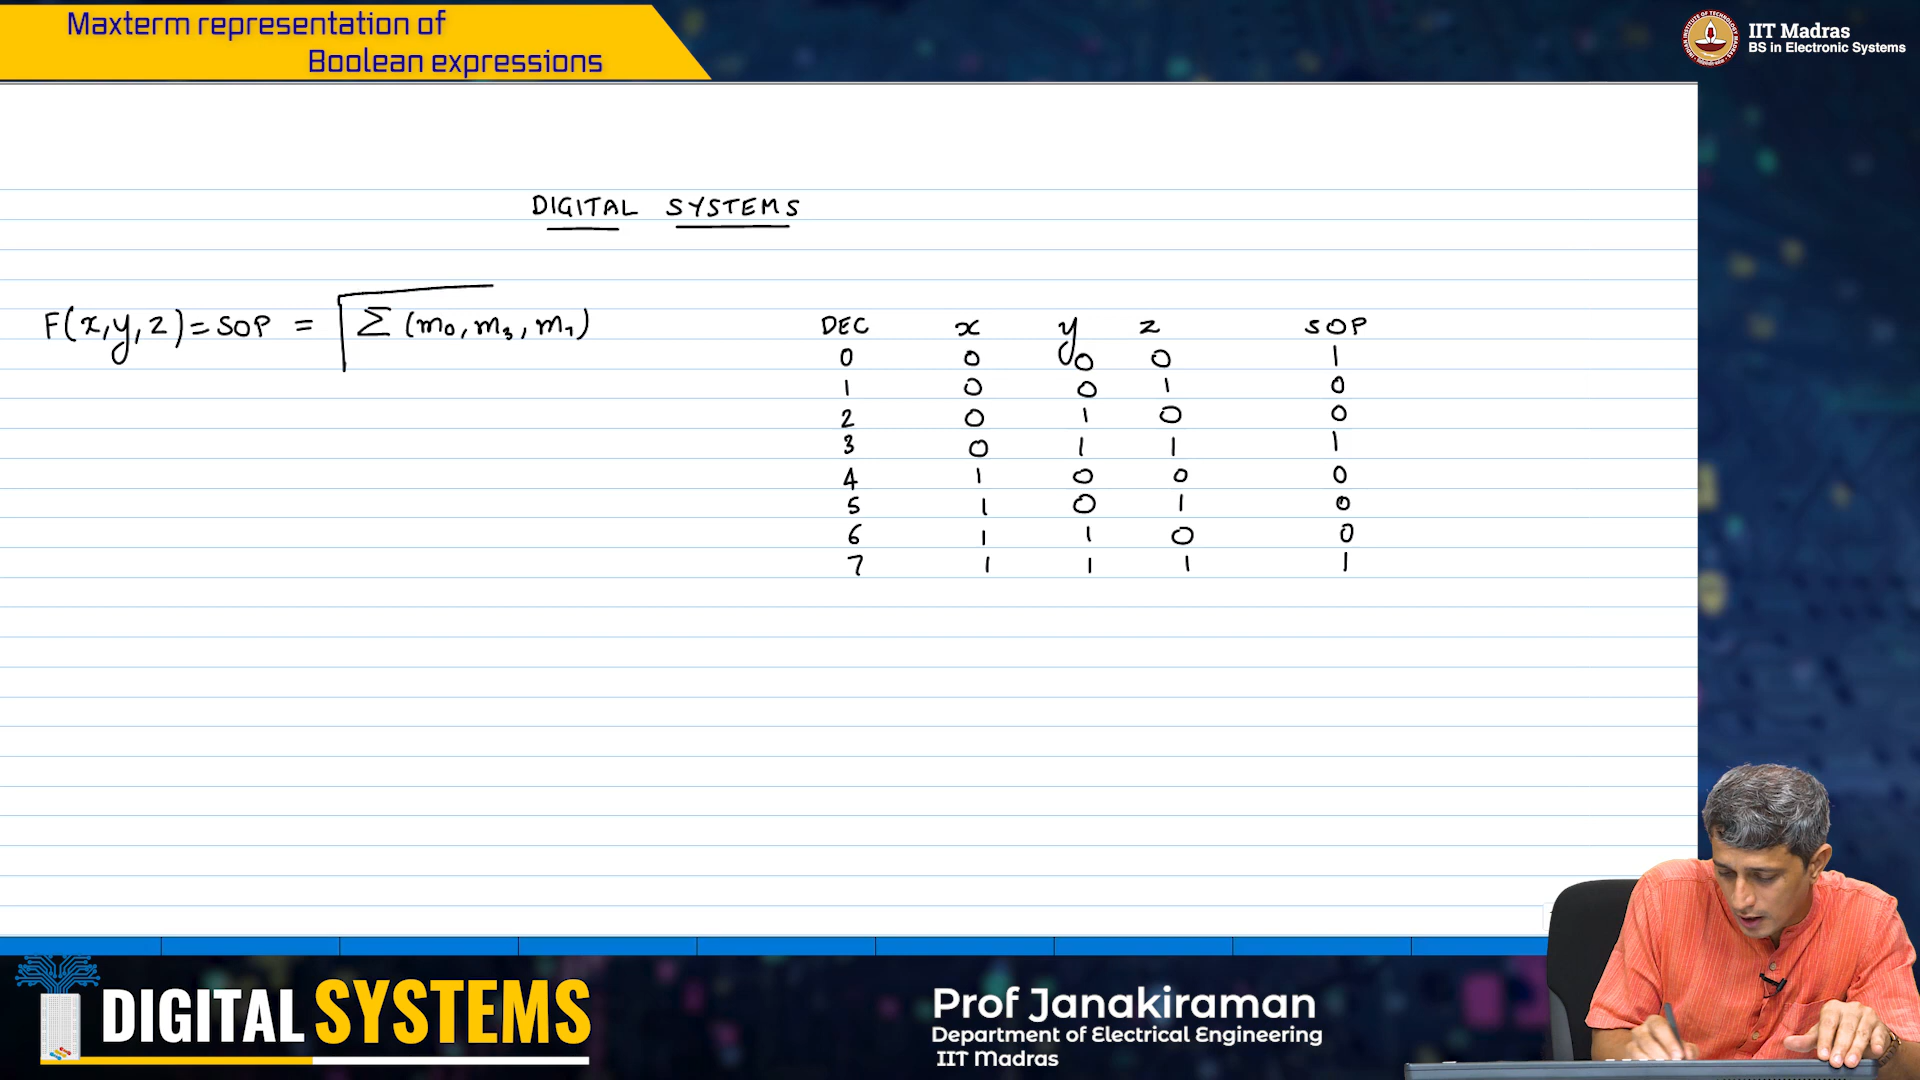 Maxterm representation of
Boolean expressions
IIT Madras
BS in Electronic Systems
DIGITAL SYSTEMS
F(x,y,z) = SOP = Σ (m₀, m₃, m₇)
DEC x y z SOP
0 0 0 0 1
1 0 0 1 0
2 0 1 0 0
3 0 1 1 1
4 1 0 0 0
5 1 0 1 0
6 1 1 0 0
7 1 1 1 1
DIGITAL SYSTEMS
Prof Janakiraman
Department of Electrical Engineering
IIT Madras